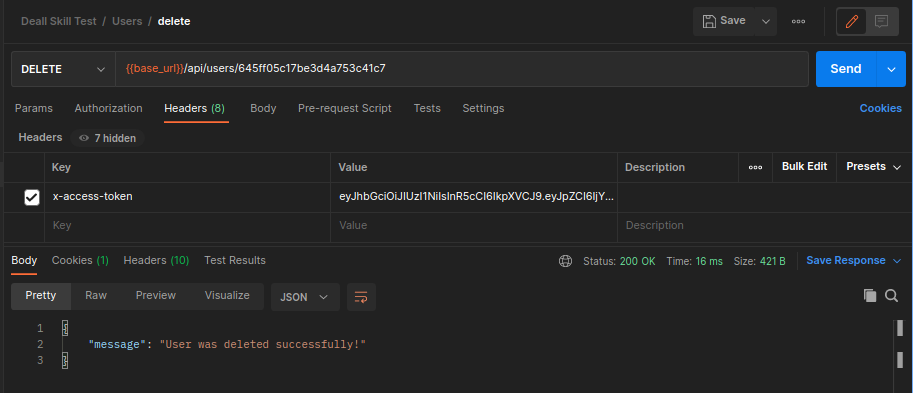 Deall Skill Test / Users / delete
Save
DELETE
{{base_url}}/api/users/645ff05c17be3d4a753c41c7
Send
Params Authorization Headers (8) Body Pre-request Script Tests Settings Cookies
Headers 7 hidden
Key Value Description Bulk Edit Presets
x-access-token eyJhbGciOiJIUzI1NiIsInR5cCI6IkpXVCJ9.eyJpZCI6IjY...
Key Value Description
Body Cookies (1) Headers (10) Test Results Status: 200 OK Time: 16 ms Size: 421 B Save Response
Pretty Raw Preview Visualize JSON
1 {
2 "message": "User was deleted successfully!"
3 }